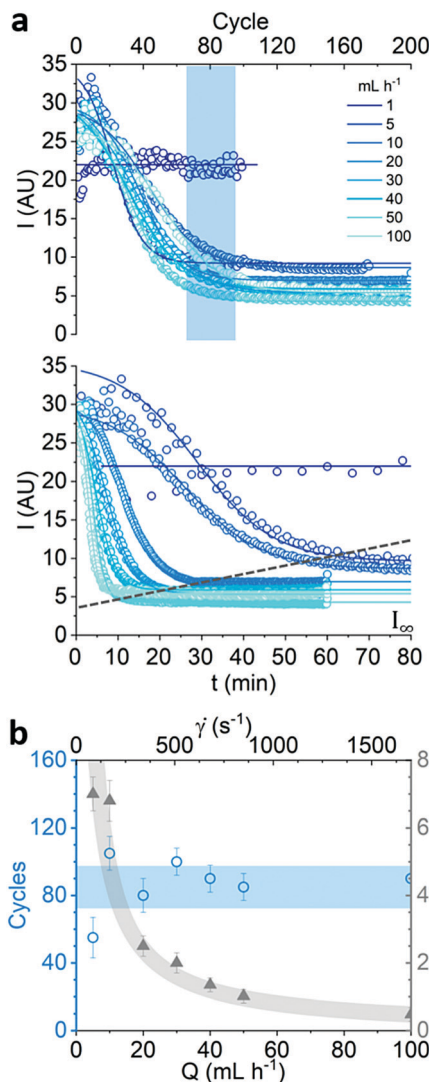 a
Cycle
0 40 80 120 160 200
mL h⁻¹
1
5
10
20
30
40
50
100
35
30
25
20
15
10
5
0
I (AU)
35
30
25
20
15
10
5
0
I (AU)
I∞
0 10 20 30 40 50 60 70 80
t (min)
b
γ̇ (s⁻¹)
0 500 1000 1500
160
120
80
40
0
Cycles
8
6
4
2
0
0 20 40 60 80 100
Q (mL h⁻¹)